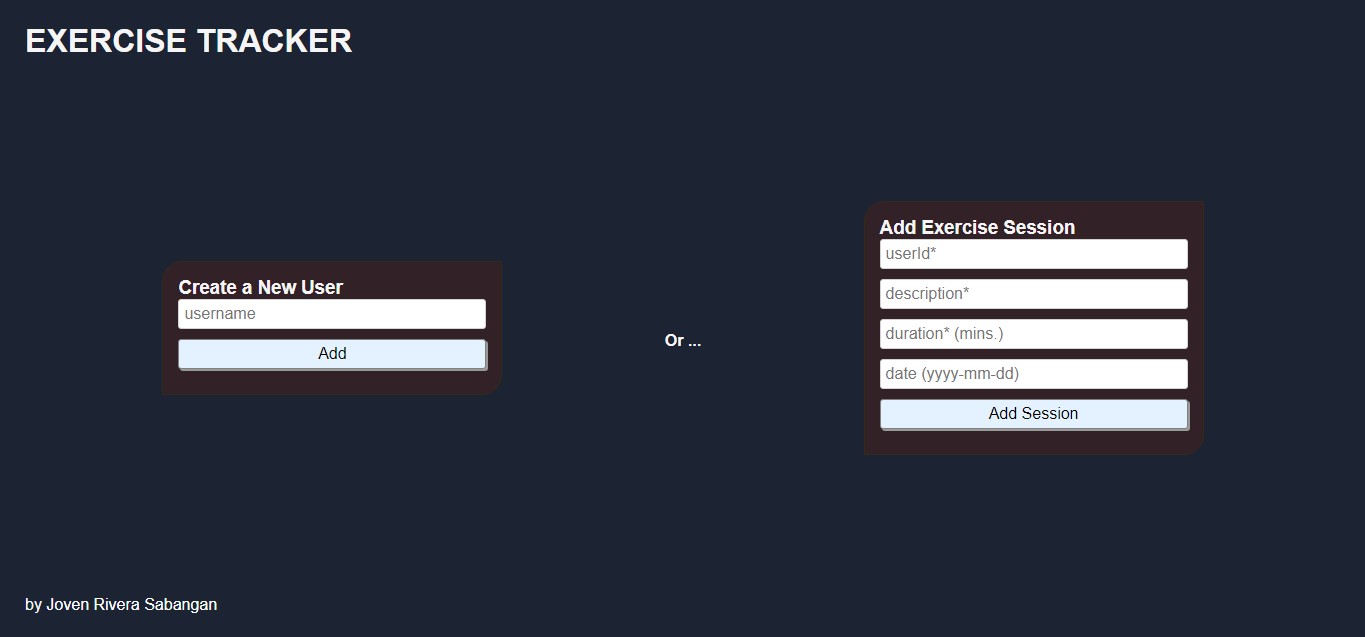 EXERCISE TRACKER
Create a New User
username
Add
Or ...
Add Exercise Session
userId*
description*
duration* (mins.)
date (yyyy-mm-dd)
Add Session
by Joven Rivera Sabangan